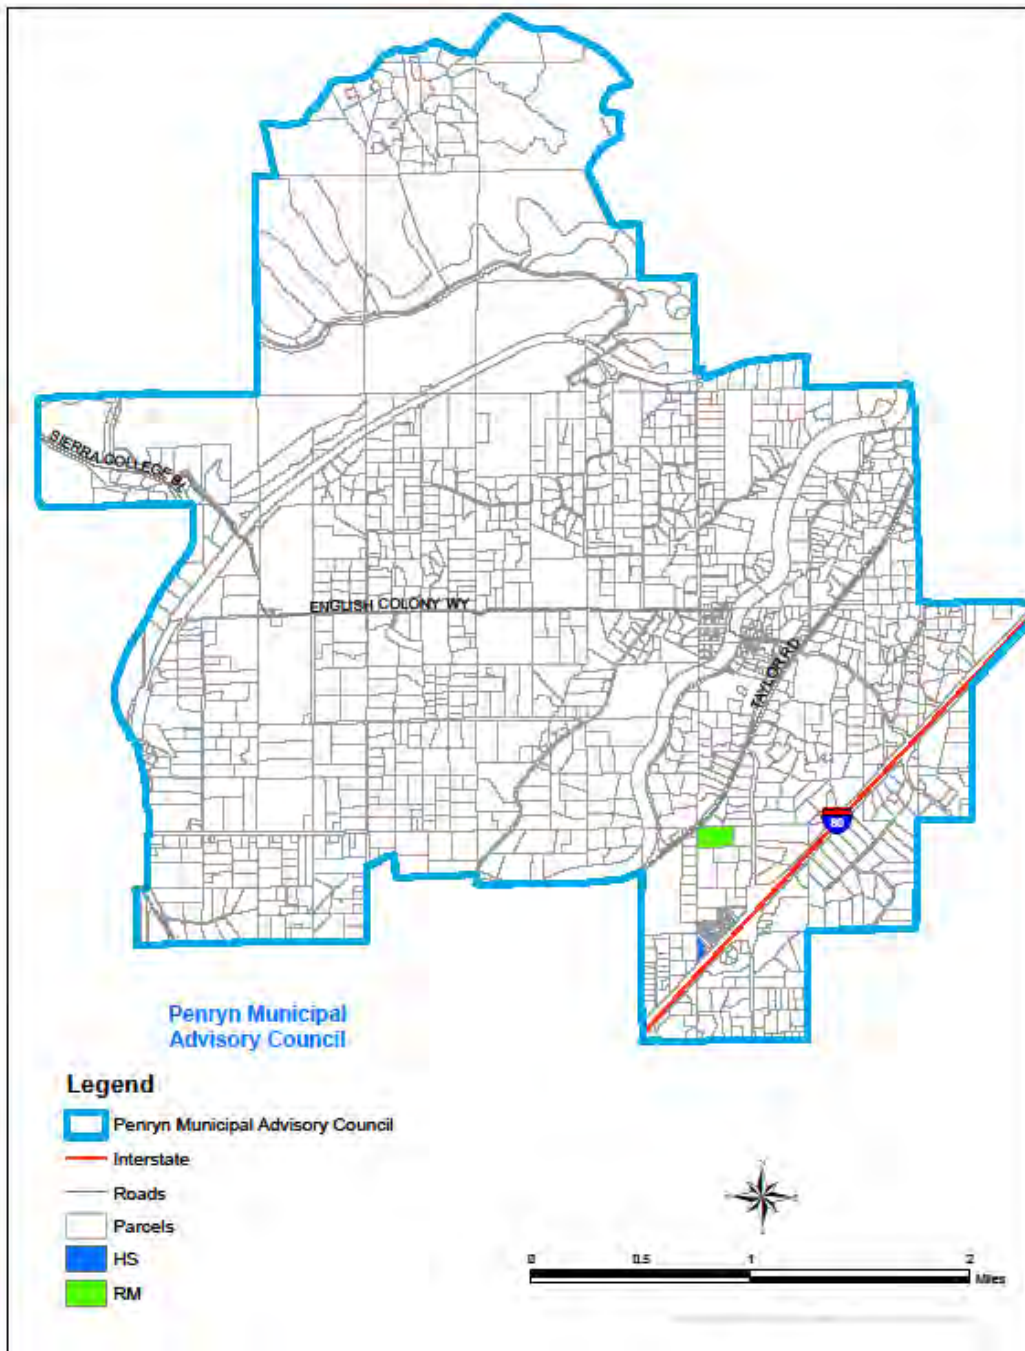 SIERRA COLLEGE BL
ENGLISH COLONY WY
TAYLOR RD
80
Penryn Municipal
Advisory Council
Legend
Penryn Municipal Advisory Council
Interstate
Roads
Parcels
HS
RM
0 0.5 1 2
Miles